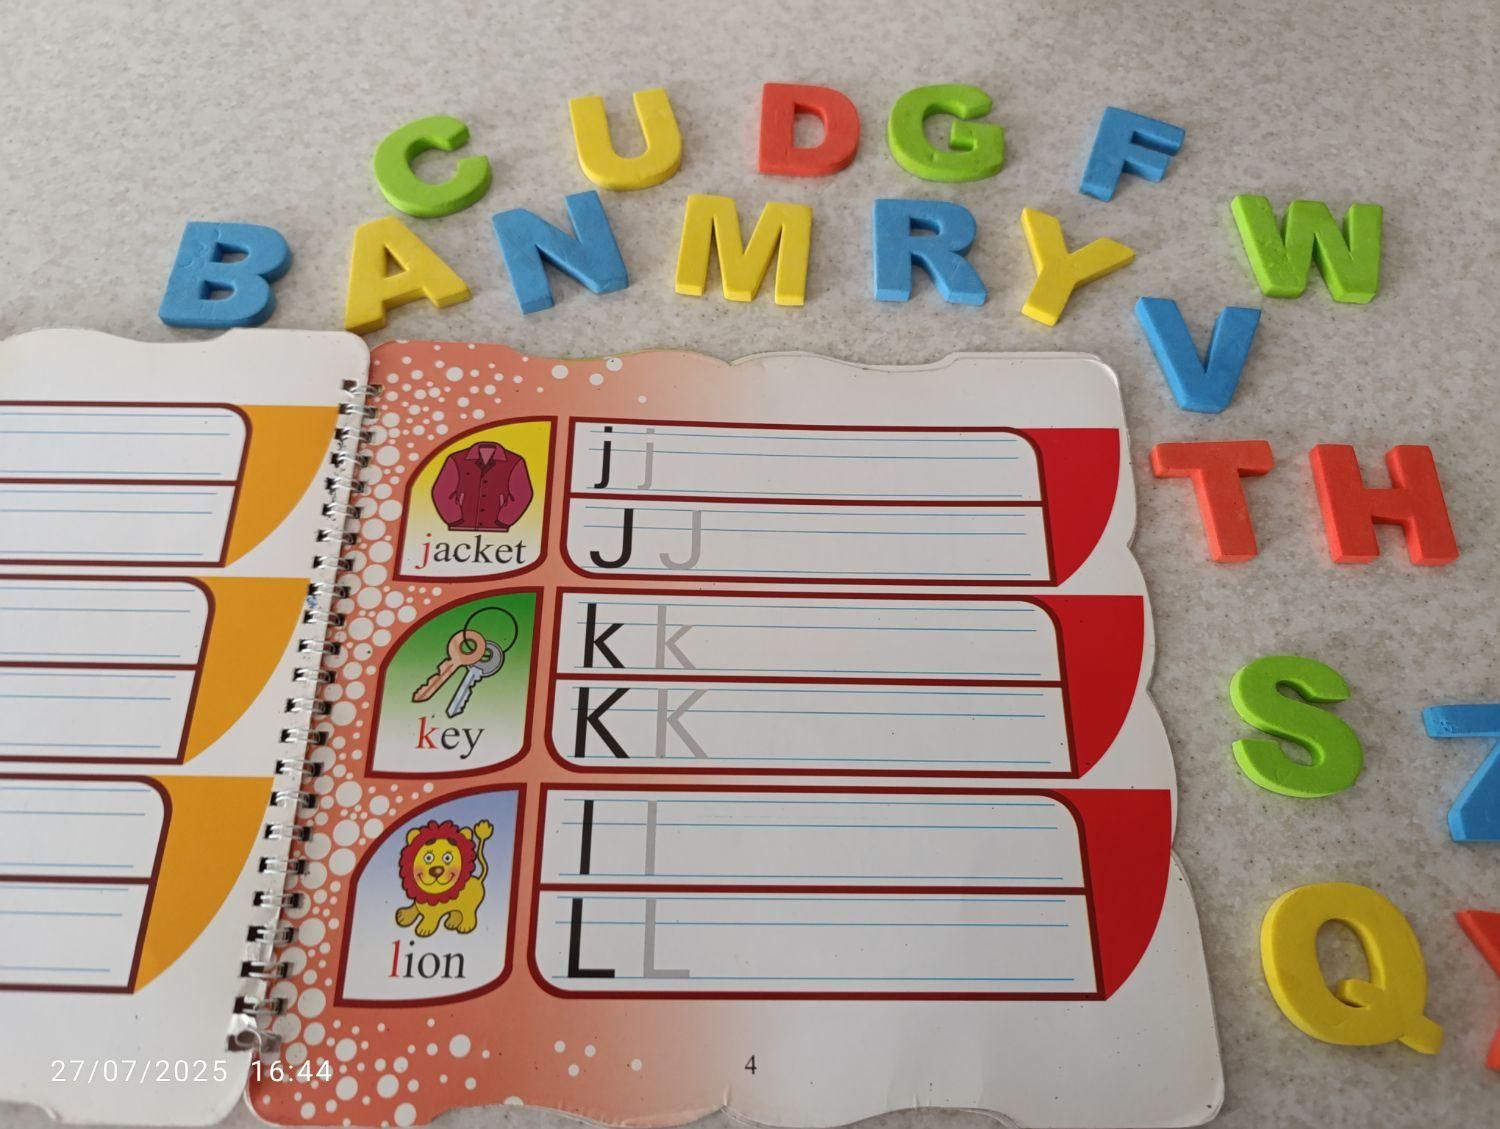 C U D G F
B A N M R Y W
V
T H
j j
J J
jacket
k k
K K
key
S
Z
l l
L L
lion
Q
4
27/07/2025 16:44